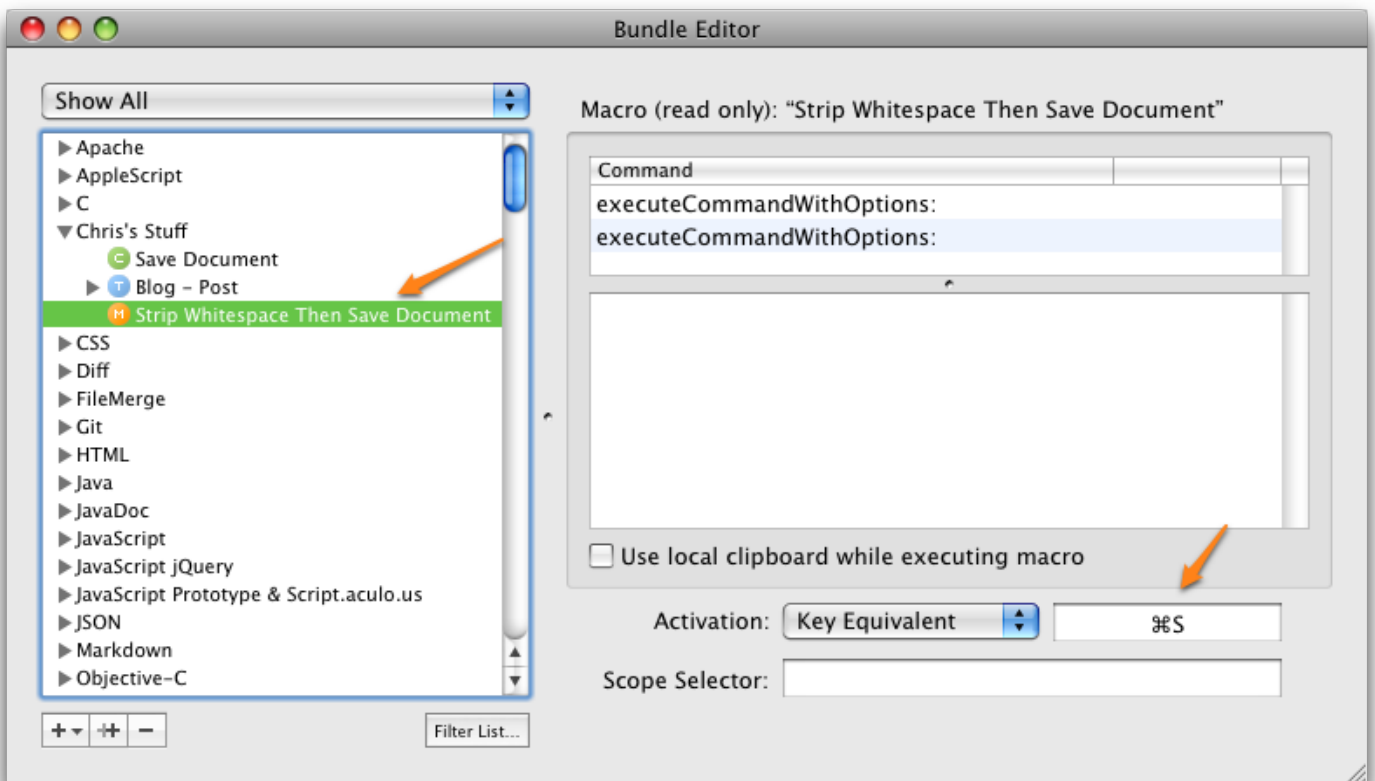 Bundle Editor
Show All
Apache
AppleScript
C
Chris's Stuff
C Save Document
T Blog – Post
M Strip Whitespace Then Save Document
CSS
Diff
FileMerge
Git
HTML
Java
JavaDoc
JavaScript
JavaScript jQuery
JavaScript Prototype & Script.aculo.us
JSON
Markdown
Objective-C
Filter List...
Macro (read only): “Strip Whitespace Then Save Document”
Command
executeCommandWithOptions:
executeCommandWithOptions:
Use local clipboard while executing macro
Activation: Key Equivalent ⌘S
Scope Selector: